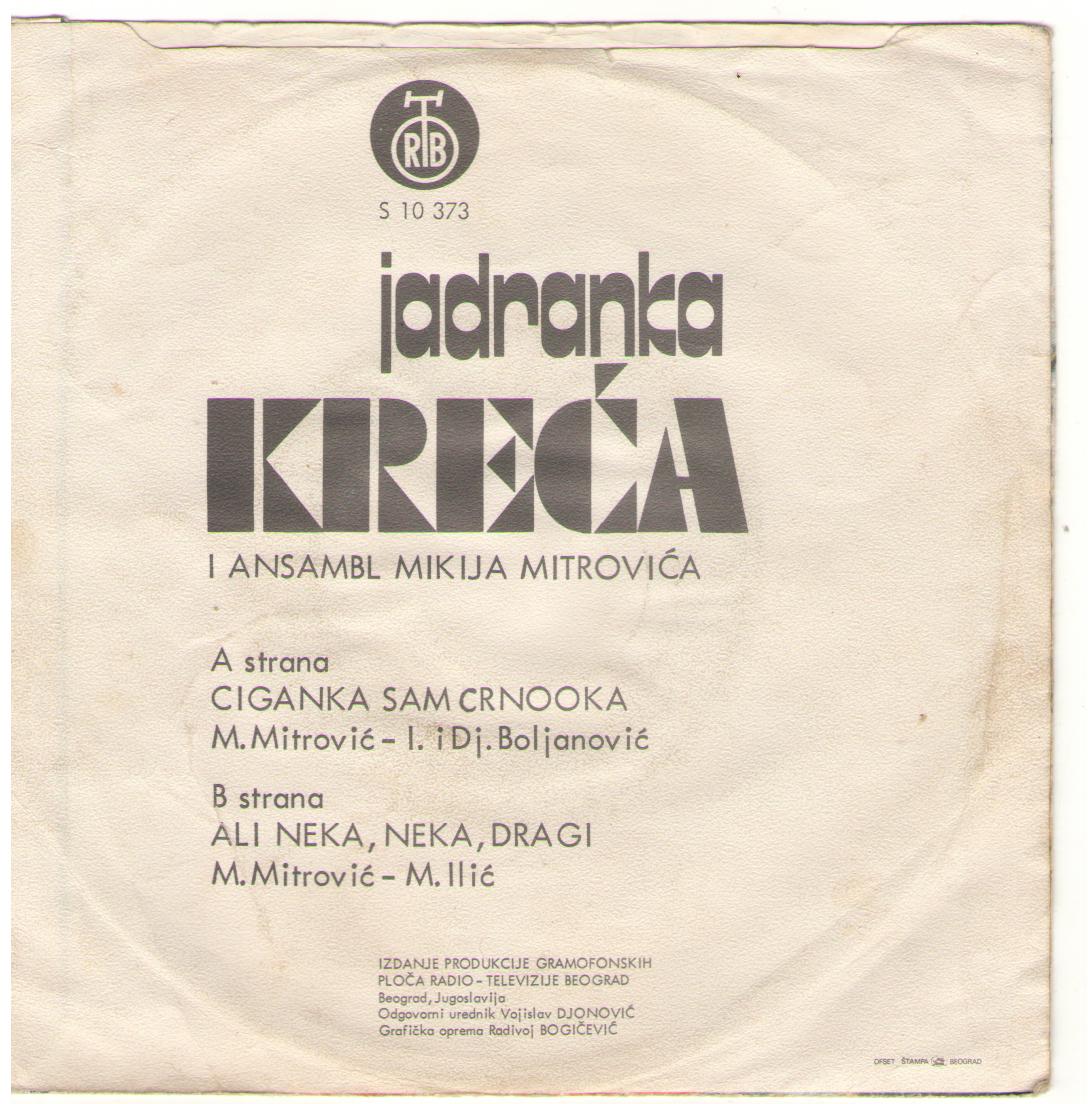 RTB
S 10 373
jadranka
KREĆA
I ANSAMBL MIKIJA MITROVIĆA
A strana
CIGANKA SAM CRNOOKA
M. Mitrović – I. i Dj. Boljanović
B strana
ALI NEKA, NEKA, DRAGI
M. Mitrović – M. Ilić
IZDANJE PRODUKCIJE GRAMOFONSKIH
PLOČA RADIO – TELEVIZIJE BEOGRAD
Beograd, Jugoslavija
Odgovorni urednik Vojislav DJONOVIĆ
Grafička oprema Radivoj BOGIČEVIĆ
OFSET ŠTAMPA BEOGRAD